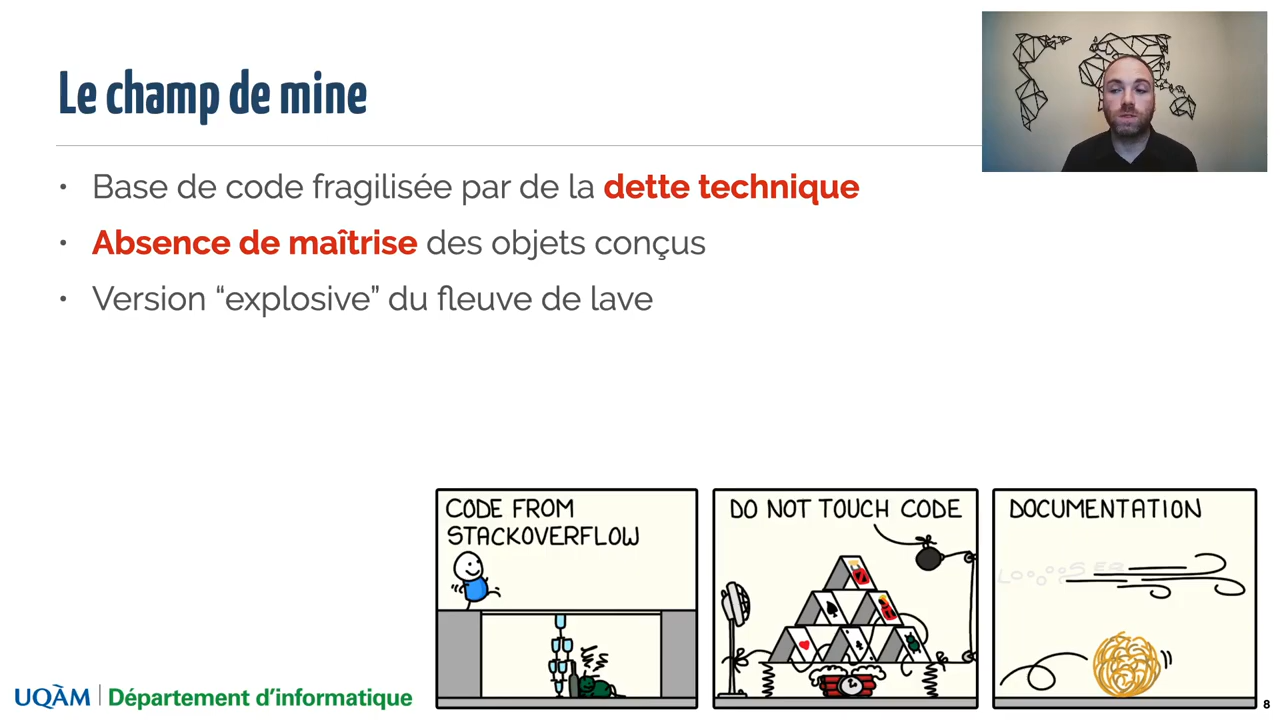 Le champ de mine
• Base de code fragilisée par de la dette technique
• Absence de maîtrise des objets conçus
• Version “explosive” du fleuve de lave
CODE FROM
STACKOVERFLOW
DO NOT TOUCH CODE
DOCUMENTATION
UQÀM | Département d’informatique
8